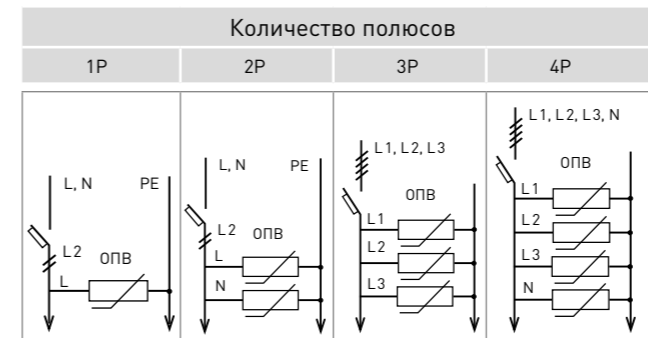 Количество полюсов
1P 2P 3P 4P
L, N PE
L2 ОПВ
L
L, N PE
L2 ОПВ
L
N
L1, L2, L3
ОПВ
L1
L2
L3
L1, L2, L3, N
ОПВ
L1
L2
L3
N